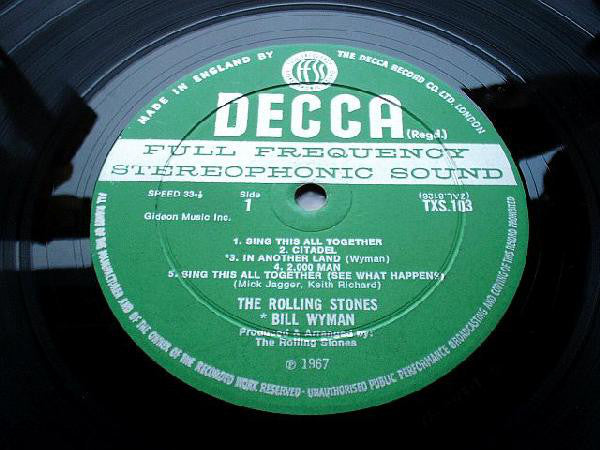 MADE IN ENGLAND BY
THE DECCA RECORD CO. LTD. LONDON
ffss
DECCA
(Regd.)
FULL FREQUENCY
STEREOPHONIC SOUND
SPEED 33⅓
Side
1
(ZAL.8126)
TXS.103
Gideon Music Inc.
1. SING THIS ALL TOGETHER
2. CITADEL
*3. IN ANOTHER LAND (Wyman)
4. 2,000 MAN
5. SING THIS ALL TOGETHER (SEE WHAT HAPPENS)
(Mick Jagger, Keith Richard)
THE ROLLING STONES
* BILL WYMAN
Produced & Arranged by:
The Rolling Stones
℗ 1967
ALL RIGHTS OF THE MANUFACTURER AND OF THE OWNER OF THE RECORDED WORK RESERVED · UNAUTHORISED PUBLIC PERFORMANCE BROADCASTING AND COPYING OF THIS RECORD PROHIBITED